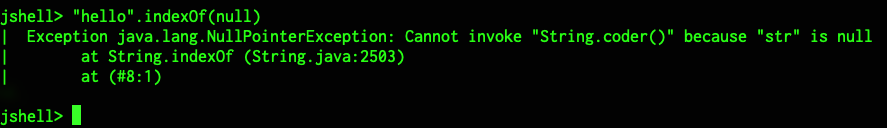 jshell> "hello".indexOf(null)
|  Exception java.lang.NullPointerException: Cannot invoke "String.coder()" because "str" is null
|        at String.indexOf (String.java:2503)
|        at (#8:1)
jshell>